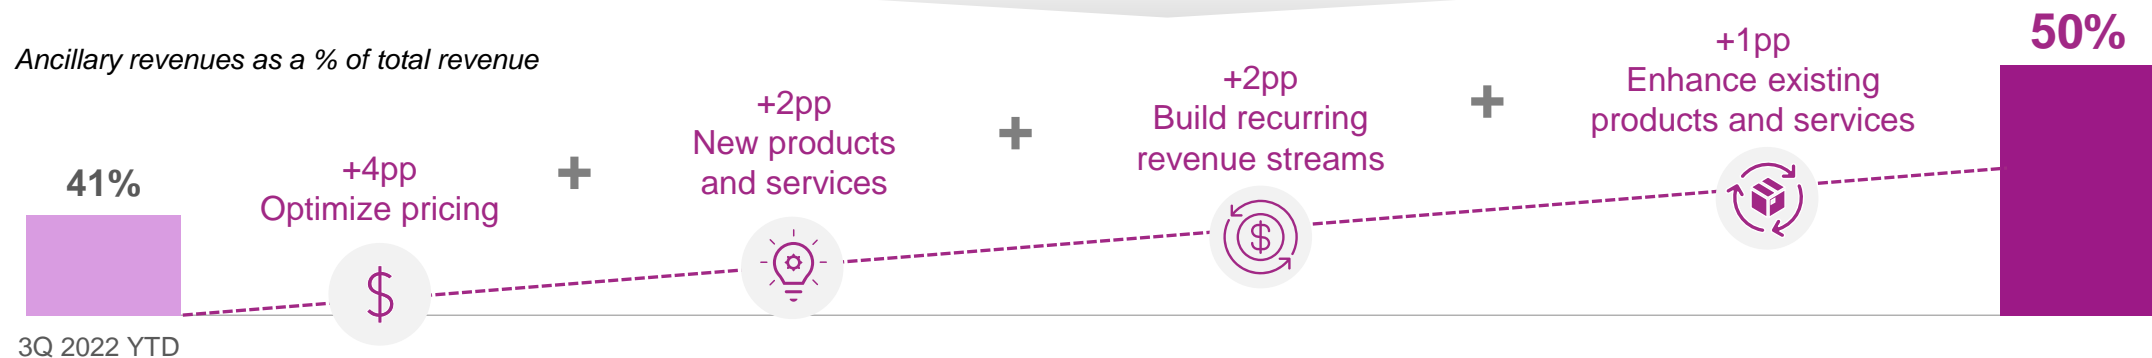 Ancillary revenues as a % of total revenue
41%
3Q 2022 YTD
+4pp
Optimize pricing
+
+2pp
New products
and services
+
+2pp
Build recurring
revenue streams
+
+1pp
Enhance existing
products and services
50%
$
$